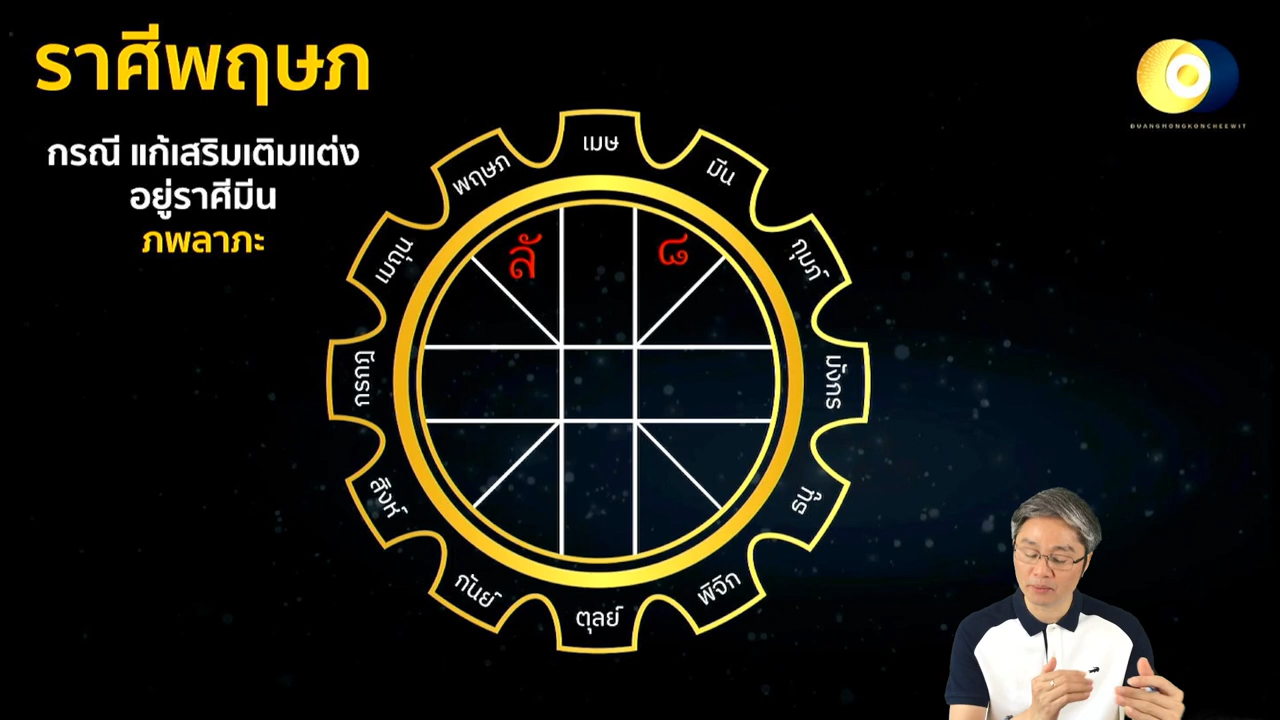 ราศีพฤษภ
กรณี แก้เสริมเติมแต่ง
อยู่ราศีมีน
ภพลาภะ
DUANGMONGKONCHEEWIT
เมษ
มีน
กุมภ์
มังกร
ธนู
พิจิก
ตุลย์
กันย์
สิงห์
กรกฎ
เมถุน
พฤษภ
ลั
๘